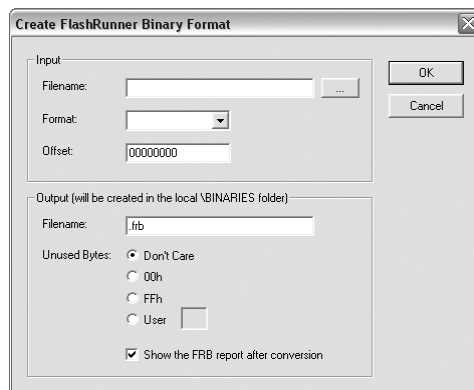 Create FlashRunner Binary Format
Input
Filename:
...
OK
Cancel
Format:
Offset:
00000000
Output (will be created in the local \BINARIES folder)
Filename:
.frb
Unused Bytes:
Don't Care
00h
FFh
User
Show the FRB report after conversion